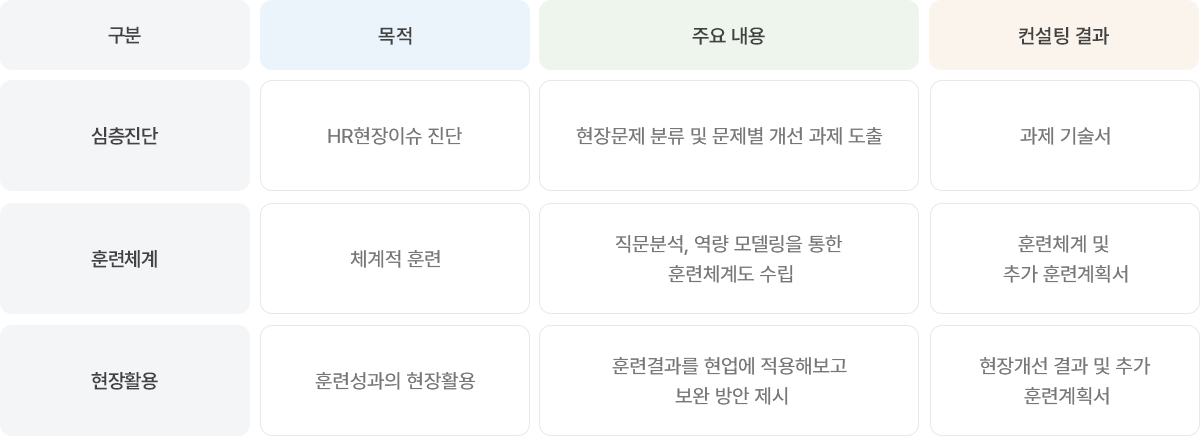 구분
목적
주요 내용
컨설팅 결과
심층진단
HR현장이슈 진단
현장문제 분류 및 문제별 개선 과제 도출
과제 기술서
훈련체계
체계적 훈련
직문분석, 역량 모델링을 통한
훈련체계도 수립
훈련체계 및
추가 훈련계획서
현장활용
훈련성과의 현장활용
훈련결과를 현업에 적용해보고
보완 방안 제시
현장개선 결과 및 추가
훈련계획서